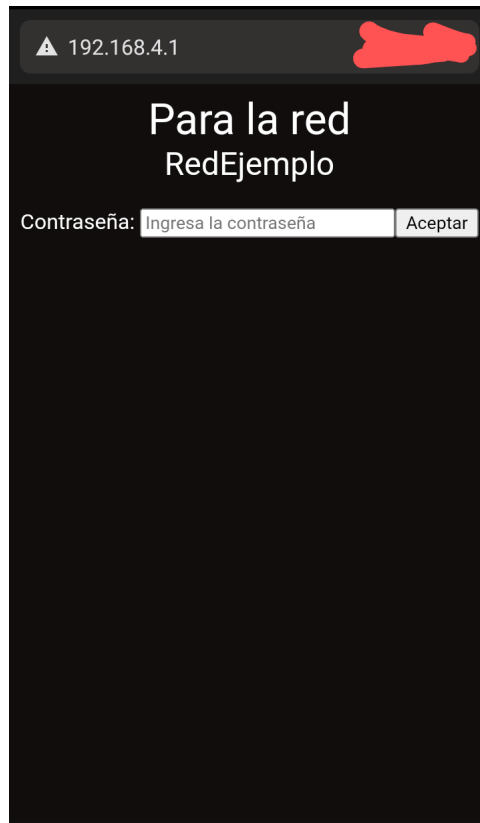 192.168.4.1
Para la red
RedEjemplo
Contraseña: Ingresa la contraseña Aceptar